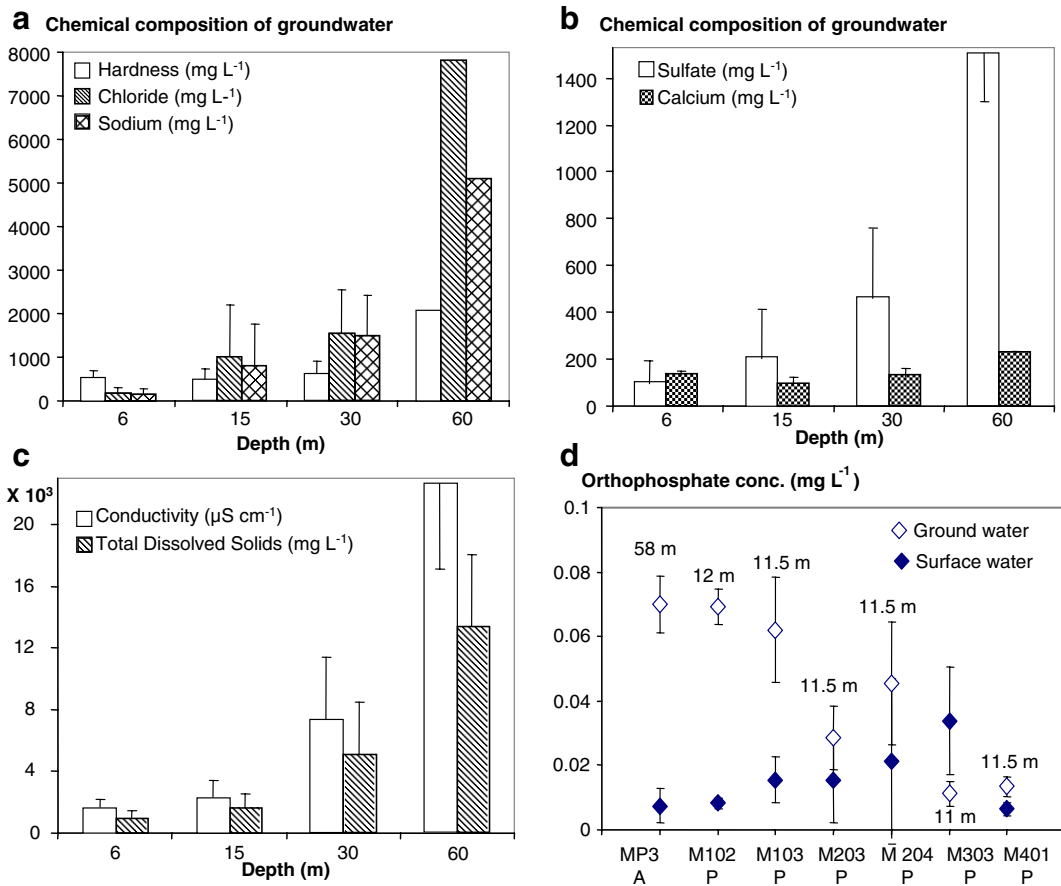 a Chemical composition of groundwater
8000
7000
6000
5000
4000
3000
2000
1000
0
Hardness (mg L-1)
Chloride (mg L-1)
Sodium (mg L-1)
6 15 30 60
Depth (m)
b Chemical composition of groundwater
1400
1200
1000
800
600
400
200
0
Sulfate (mg L-1)
Calcium (mg L-1)
6 15 30 60
Depth (m)
c
X 10³
20
16
12
8
4
0
Conductivity (µS cm-1)
Total Dissolved Solids (mg L-1)
6 15 30 60
Depth (m)
d Orthophosphate conc. (mg L-1)
0.1
0.08
0.06
0.04
0.02
0
Ground water
Surface water
58 m
12 m
11.5 m
11.5 m
11.5 m
11 m
11.5 m
MP3 M102 M103 M203 M 204 M303 M401
A P P P P P P